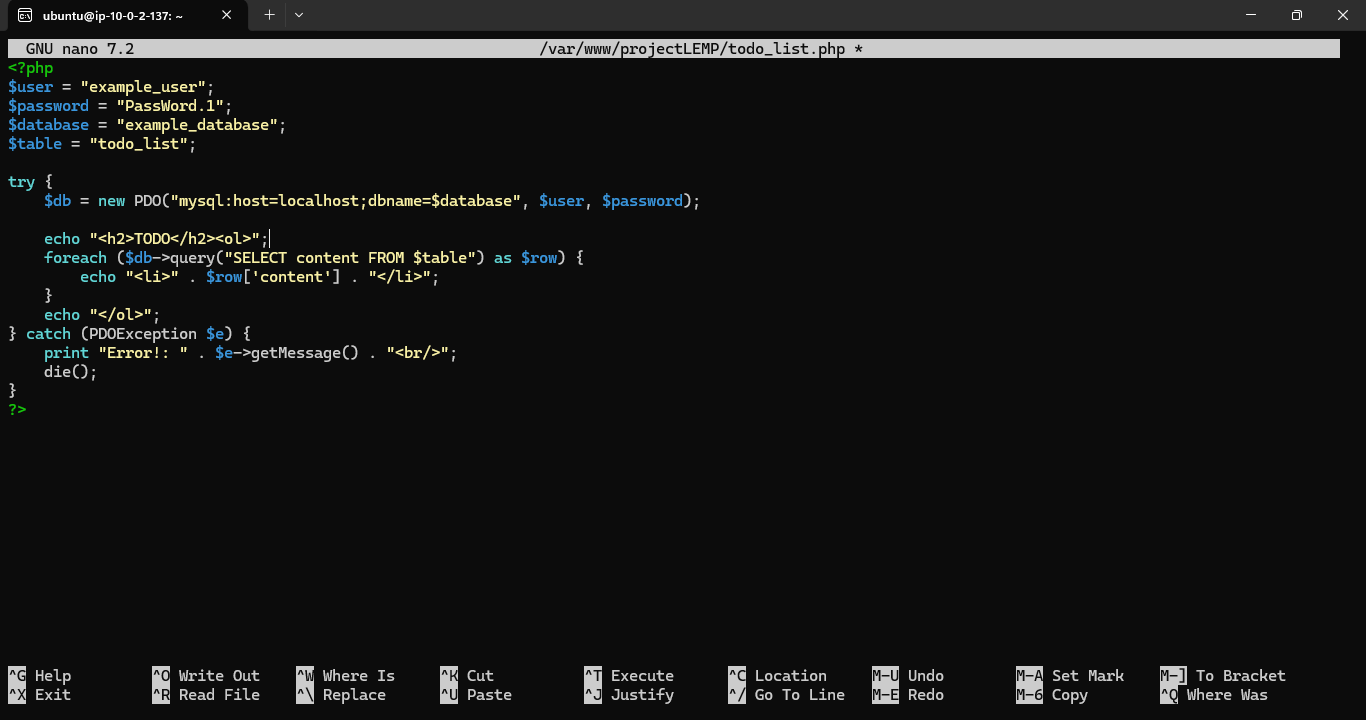 ubuntu@ip-10-0-2-137: ~
GNU nano 7.2 /var/www/projectLEMP/todo_list.php *
<?php
$user = "example_user";
$password = "PassWord.1";
$database = "example_database";
$table = "todo_list";
try {
    $db = new PDO("mysql:host=localhost;dbname=$database", $user, $password);
    echo "<h2>TODO</h2><ol>";
    foreach ($db->query("SELECT content FROM $table") as $row) {
        echo "<li>" . $row['content'] . "</li>";
    }
    echo "</ol>";
} catch (PDOException $e) {
    print "Error!: " . $e->getMessage() . "<br/>";
    die();
}
?>
^G Help ^O Write Out ^W Where Is ^K Cut ^T Execute ^C Location M-U Undo M-A Set Mark M-] To Bracket
^X Exit ^R Read File ^\ Replace ^U Paste ^J Justify ^/ Go To Line M-E Redo M-6 Copy ^Q Where Was